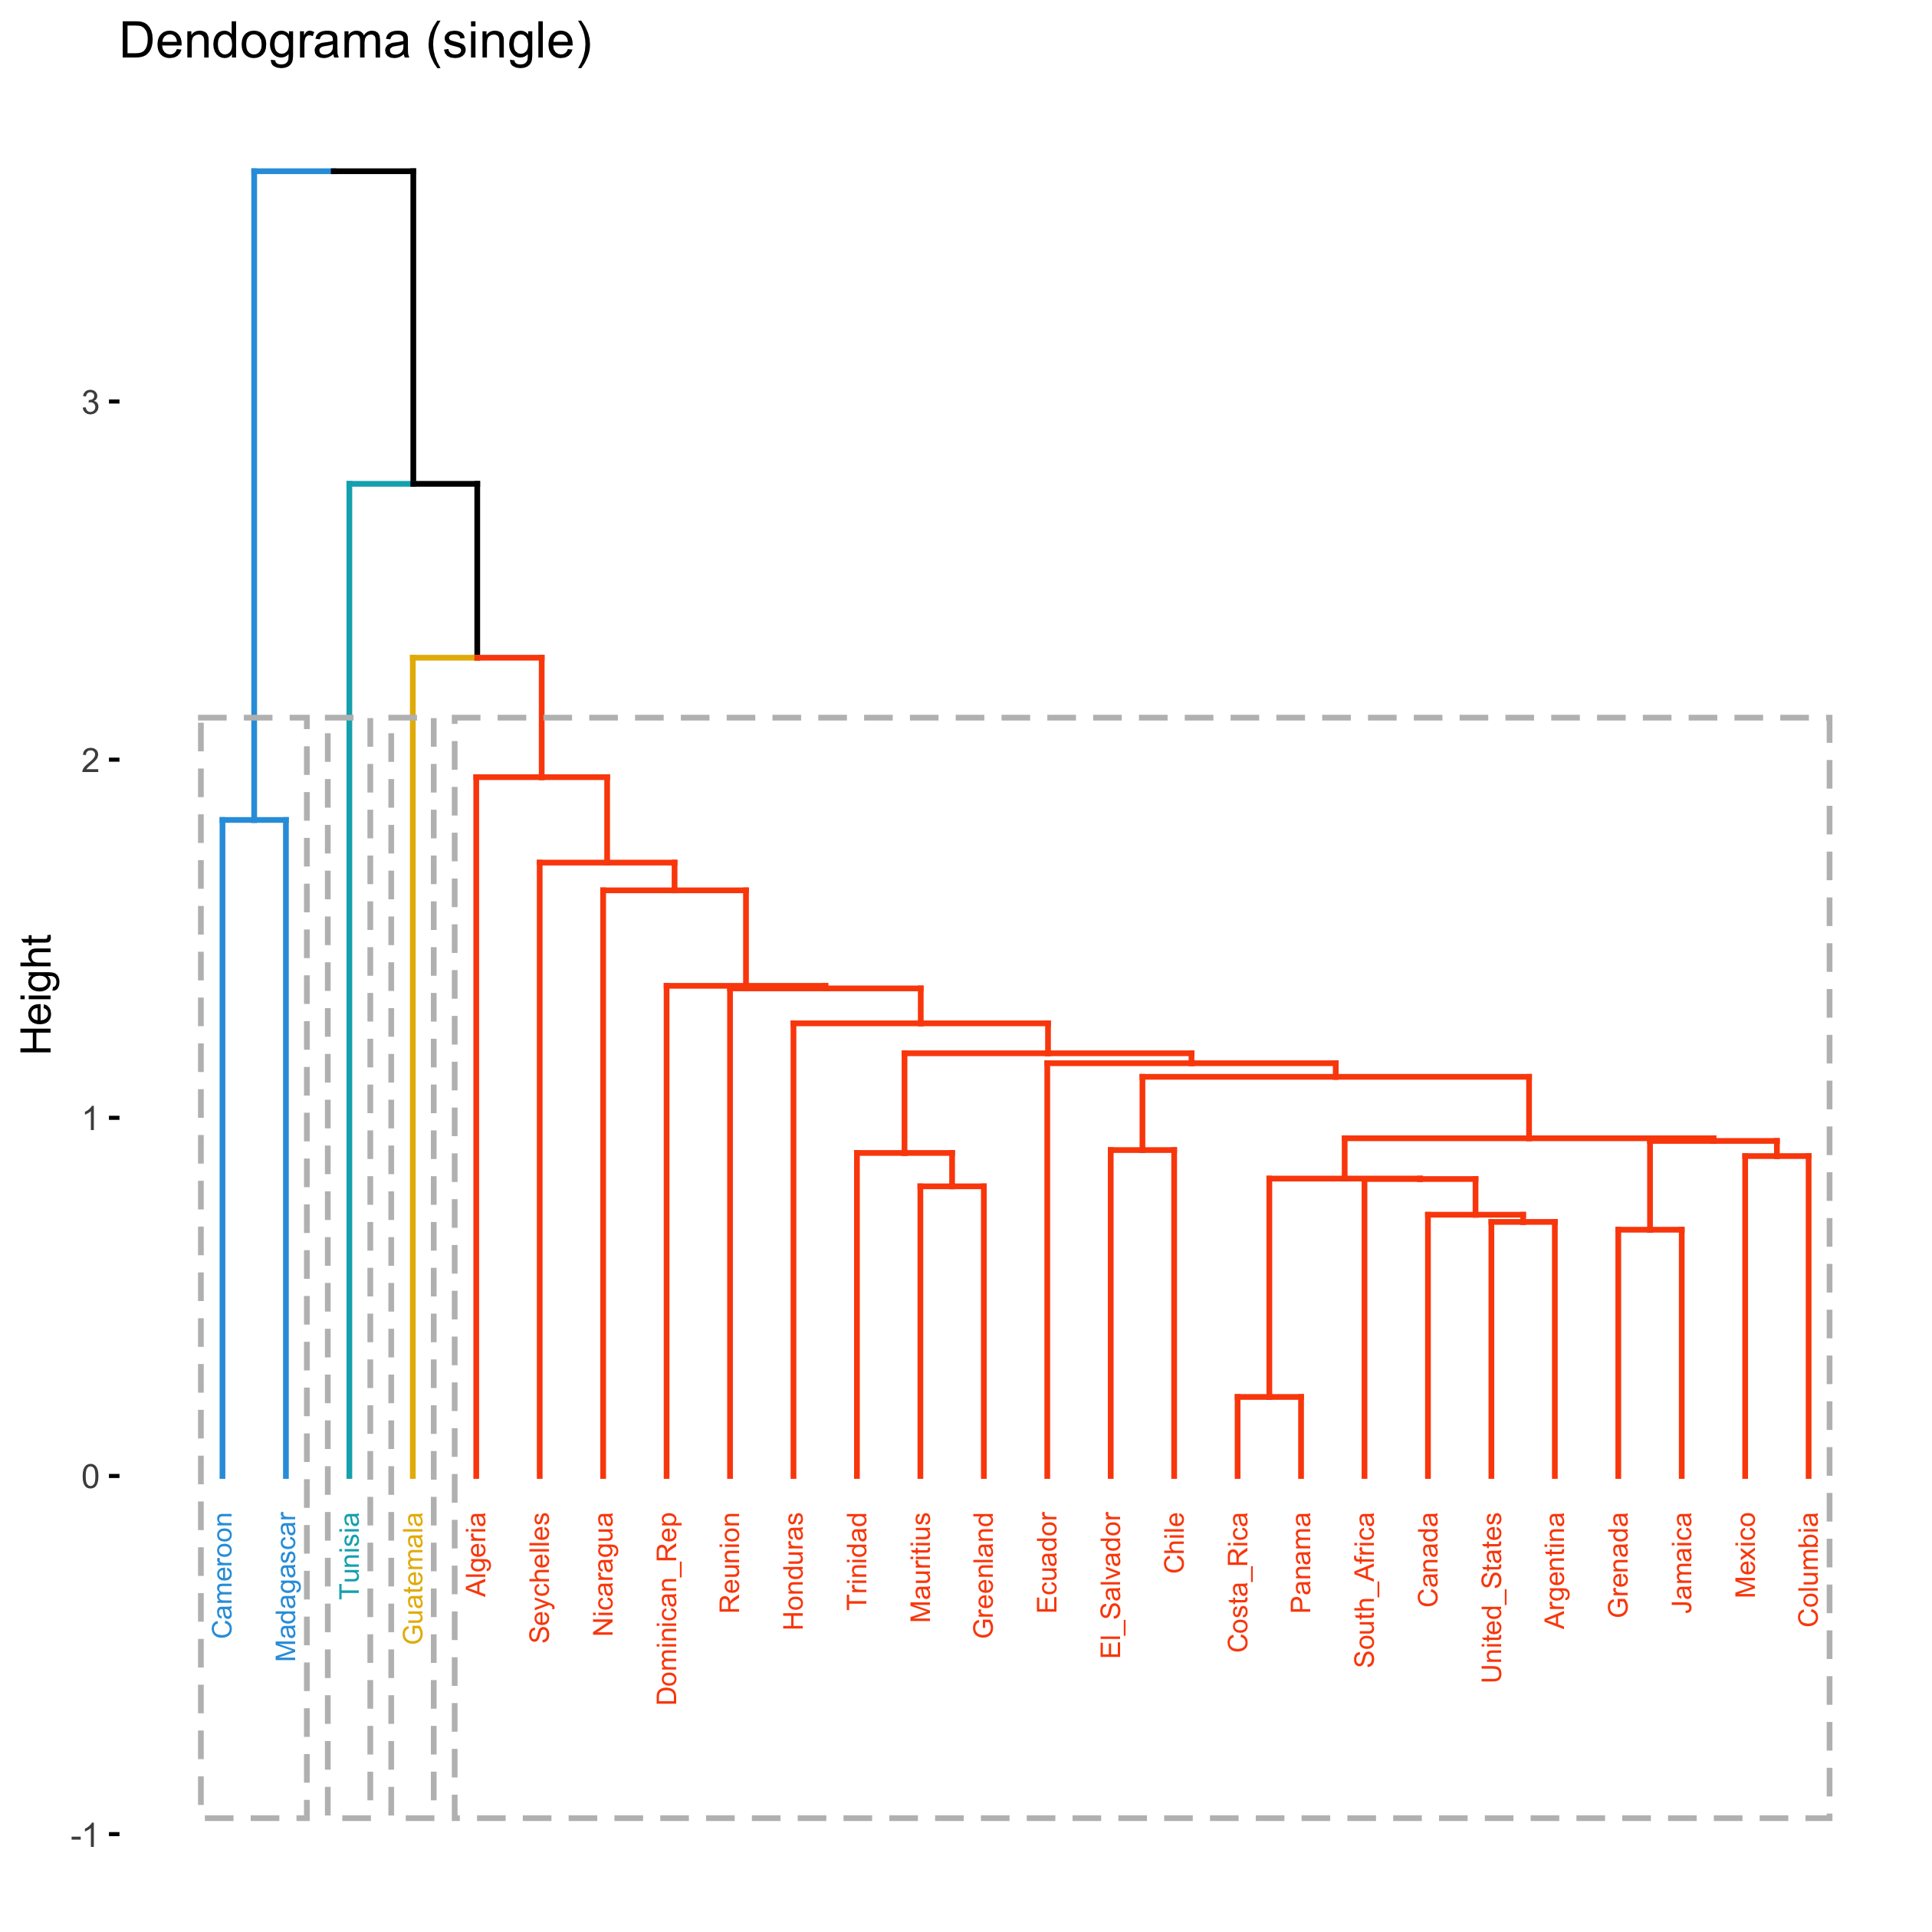 Dendograma (single)
3
2
1
0
-1
Height
Cameroon
Madagascar
Tunisia
Guatemala
Algeria
Seychelles
Nicaragua
Dominican_Rep
Reunion
Honduras
Trinidad
Mauritius
Greenland
Ecuador
El_Salvador
Chile
Costa_Rica
Panama
South_Africa
Canada
United_States
Argentina
Grenada
Jamaica
Mexico
Columbia